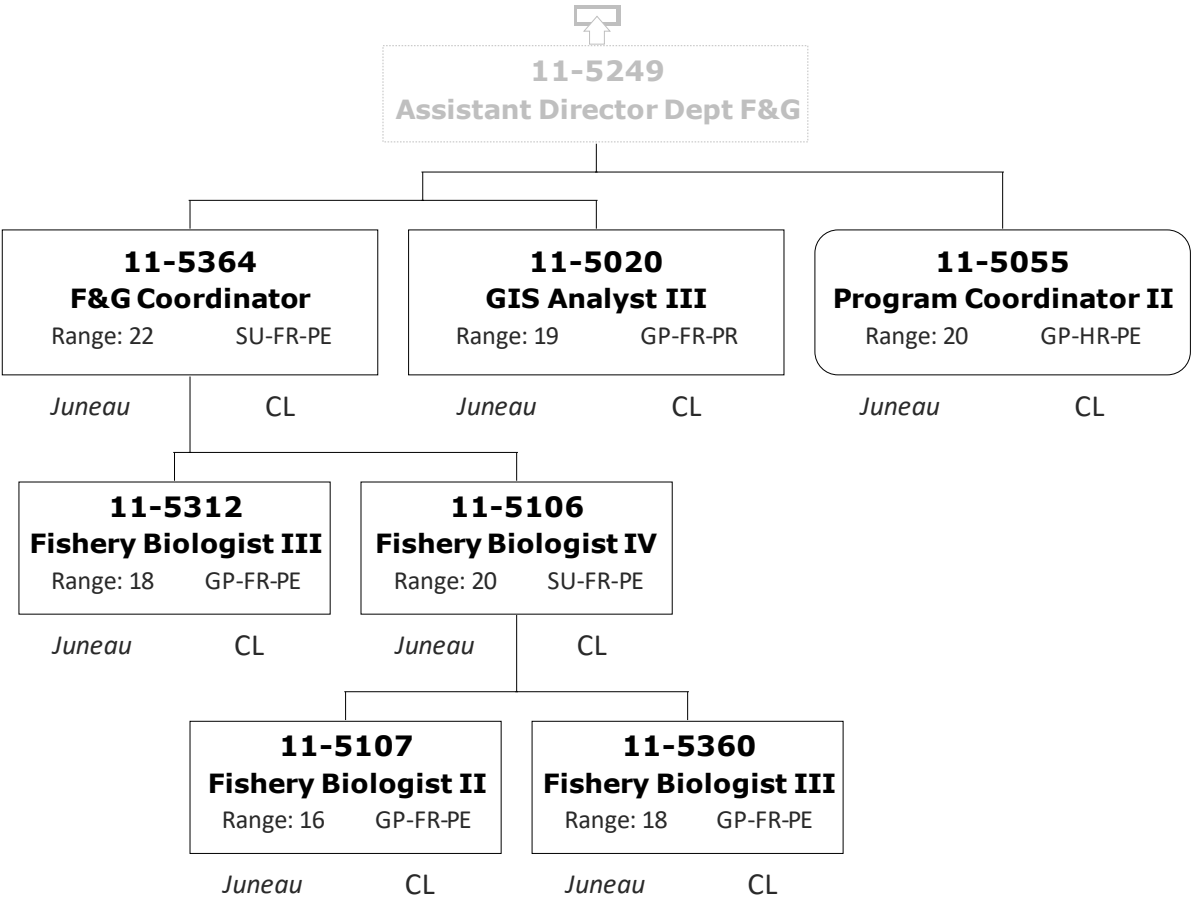 11-5249
Assistant Director Dept F&G
11-5364
F&G Coordinator
Range: 22 SU-FR-PE
Juneau CL
11-5020
GIS Analyst III
Range: 19 GP-FR-PR
Juneau CL
11-5055
Program Coordinator II
Range: 20 GP-HR-PE
Juneau CL
11-5312
Fishery Biologist III
Range: 18 GP-FR-PE
Juneau CL
11-5106
Fishery Biologist IV
Range: 20 SU-FR-PE
Juneau CL
11-5107
Fishery Biologist II
Range: 16 GP-FR-PE
Juneau CL
11-5360
Fishery Biologist III
Range: 18 GP-FR-PE
Juneau CL